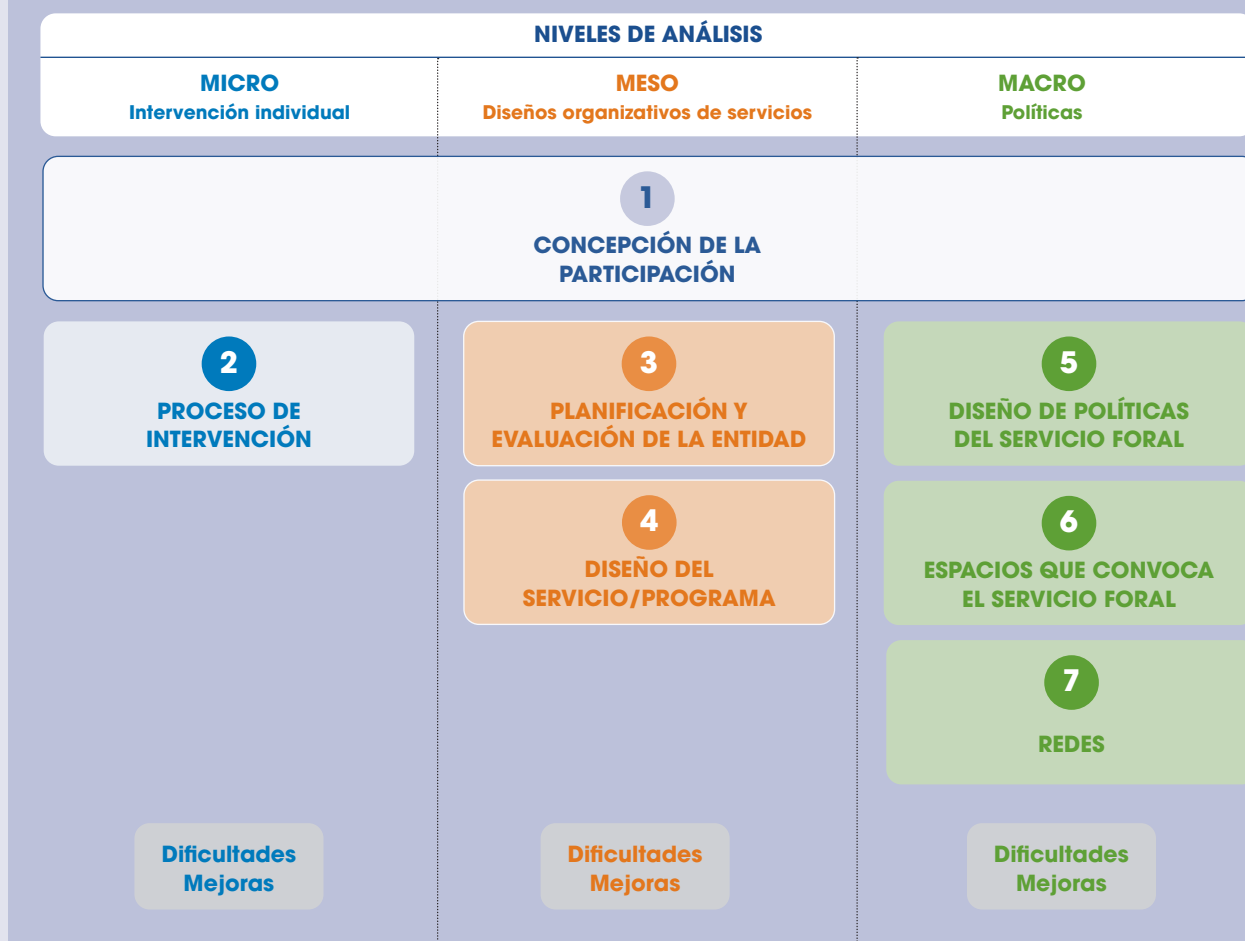 NIVELES DE ANÁLISIS
MICRO
Intervención individual
MESO
Diseños organizativos de servicios
MACRO
Políticas
1
CONCEPCIÓN DE LA
PARTICIPACIÓN
2
PROCESO DE
INTERVENCIÓN
3
PLANIFICACIÓN Y
EVALUACIÓN DE LA ENTIDAD
4
DISEÑO DEL
SERVICIO/PROGRAMA
5
DISEÑO DE POLÍTICAS
DEL SERVICIO FORAL
6
ESPACIOS QUE CONVOCA
EL SERVICIO FORAL
7
REDES
Dificultades
Mejoras
Dificultades
Mejoras
Dificultades
Mejoras